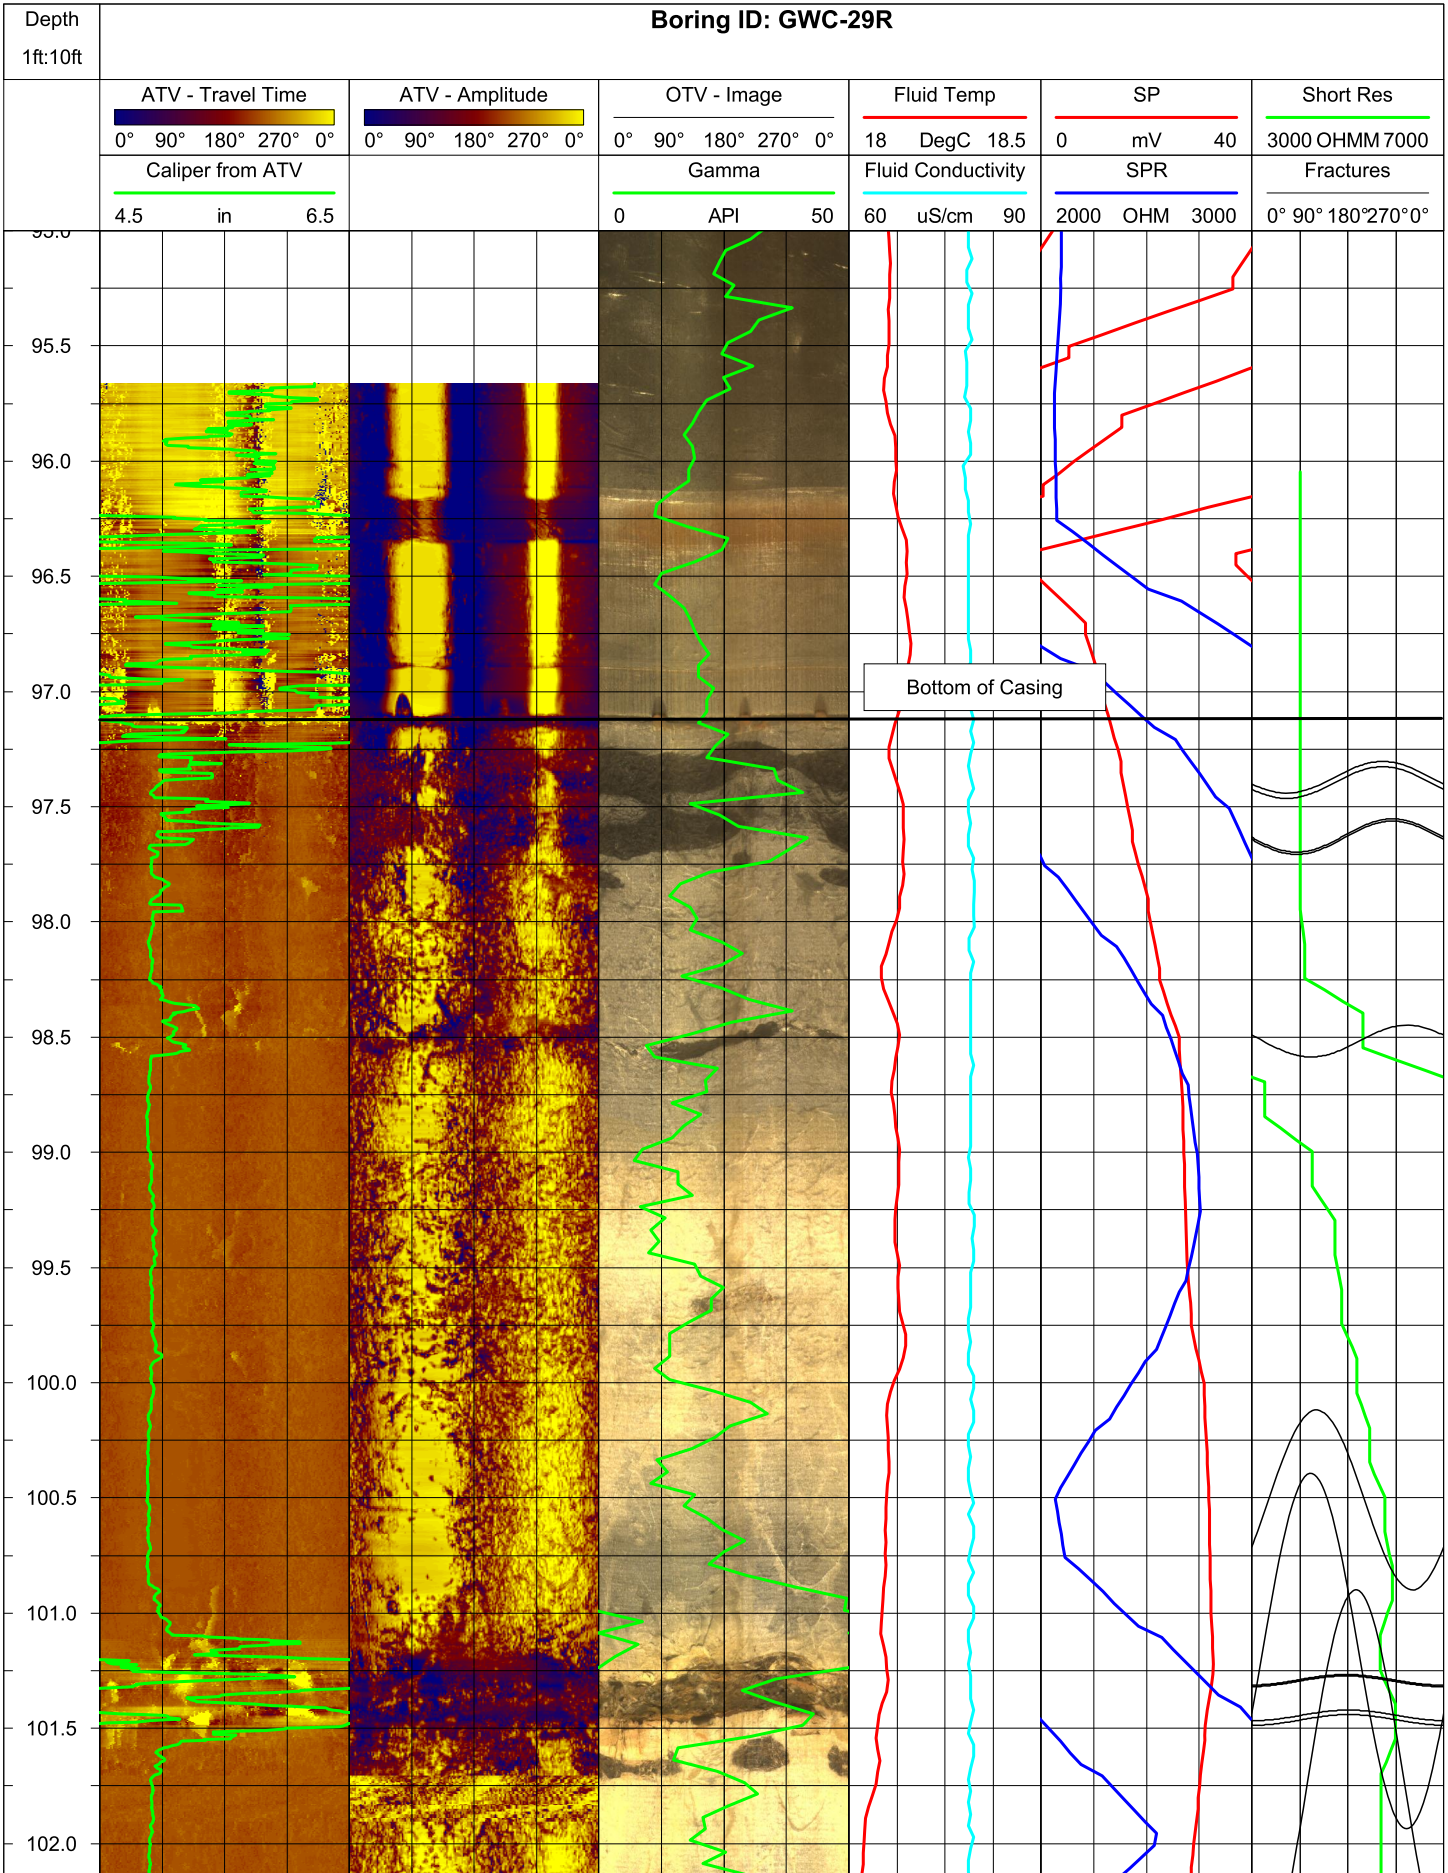 Depth
1ft:10ft
Boring ID: GWC-29R
ATV - Travel Time
0° 90° 180° 270° 0°
Caliper from ATV
4.5 in 6.5
ATV - Amplitude
0° 90° 180° 270° 0°
OTV - Image
0° 90° 180° 270° 0°
Gamma
0 API 50
Fluid Temp
18 DegC 18.5
Fluid Conductivity
60 uS/cm 90
SP
0 mV 40
SPR
2000 OHM 3000
Short Res
3000 OHMM 7000
Fractures
0° 90° 180° 270° 0°
95.0
95.5
96.0
96.5
97.0
Bottom of Casing
97.5
98.0
98.5
99.0
99.5
100.0
100.5
101.0
101.5
102.0